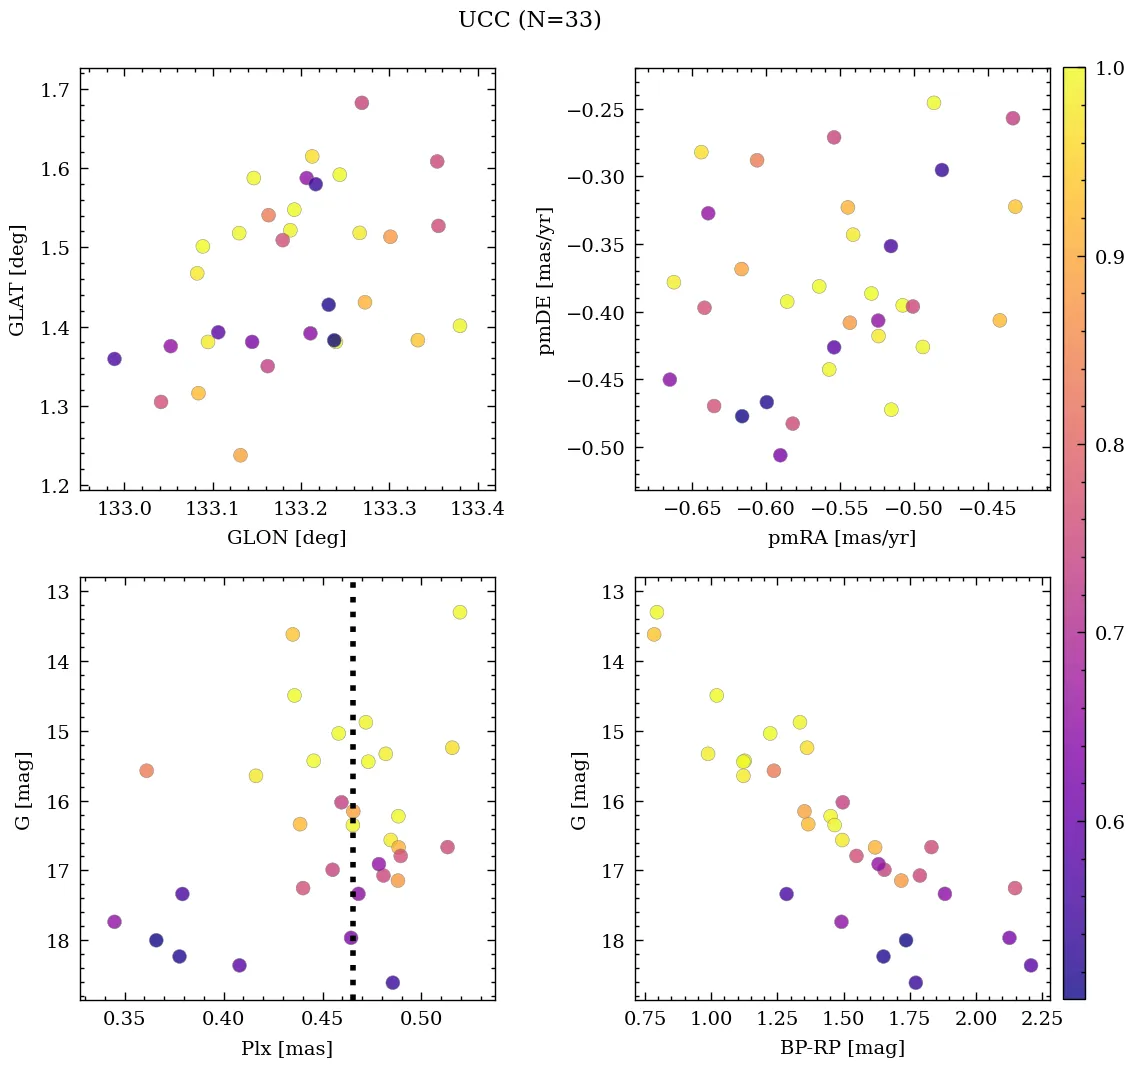 UCC (N=33)
1.7
1.6
1.5
1.4
1.3
1.2
GLAT [deg]
133.0 133.1 133.2 133.3 133.4
GLON [deg]
−0.25
−0.30
−0.35
−0.40
−0.45
−0.50
pmDE [mas/yr]
−0.65 −0.60 −0.55 −0.50 −0.45
pmRA [mas/yr]
1.0
0.9
0.8
0.7
0.6
13
14
15
16
17
18
G [mag]
0.35 0.40 0.45 0.50
Plx [mas]
13
14
15
16
17
18
G [mag]
0.75 1.00 1.25 1.50 1.75 2.00 2.25
BP-RP [mag]